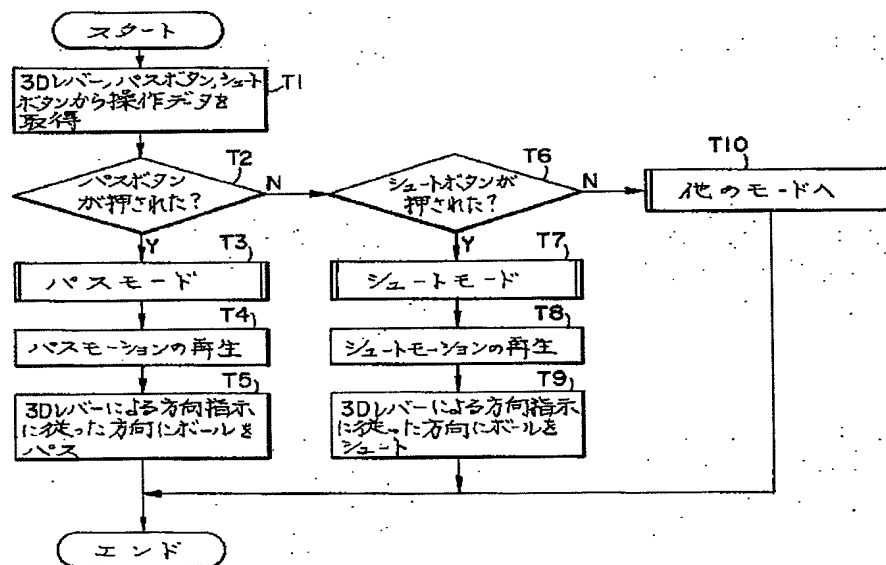 スタート
3Dレバー,パスボタン,シュート
ボタンから操作データを
取得
T1
パスボタン
が押された?
T2
N
シュートボタンが
押された?
T6
N
T10
他のモードへ
Y
T3
パスモード
Y
T7
シュートモード
T4
パスモーションの再生
T8
シュートモーションの再生
T5
3Dレバーによる方向指示
に従った方向にボールを
パス
T9
3Dレバーによる方向指示
に従った方向にボールを
シュート
エンド